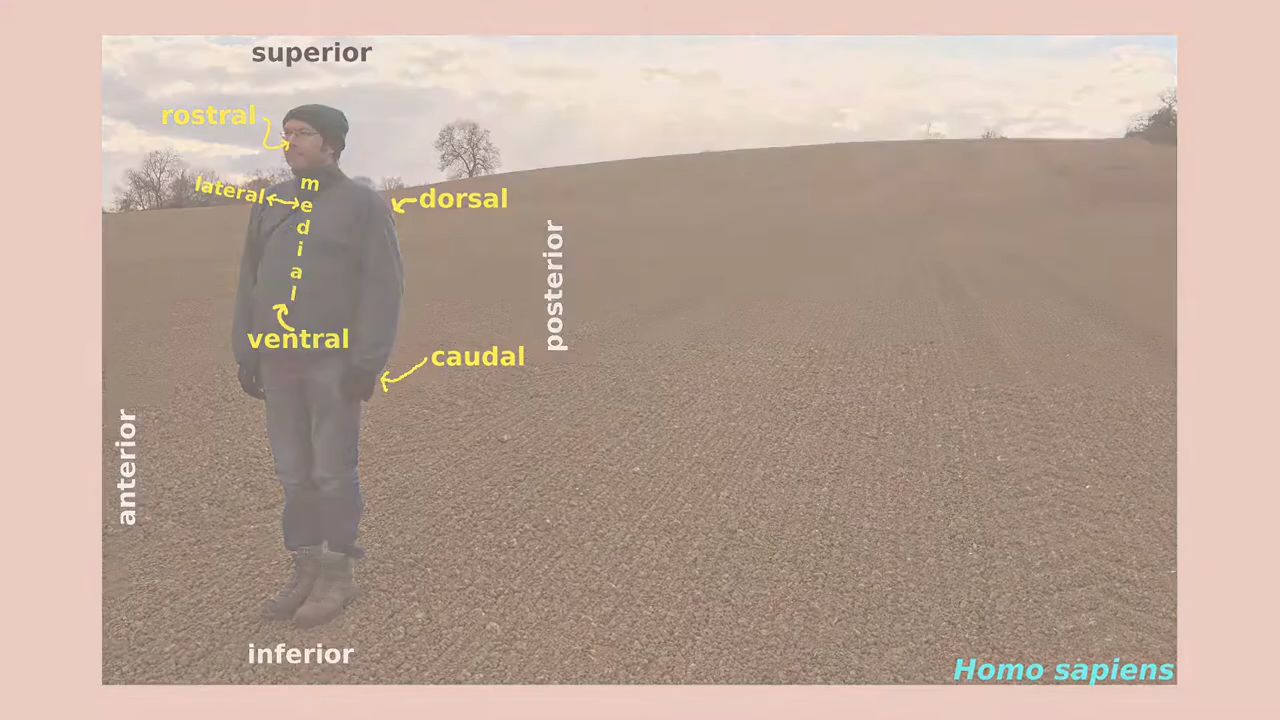 superior
rostral
lateral
medial
dorsal
posterior
ventral
caudal
anterior
inferior
Homo sapiens